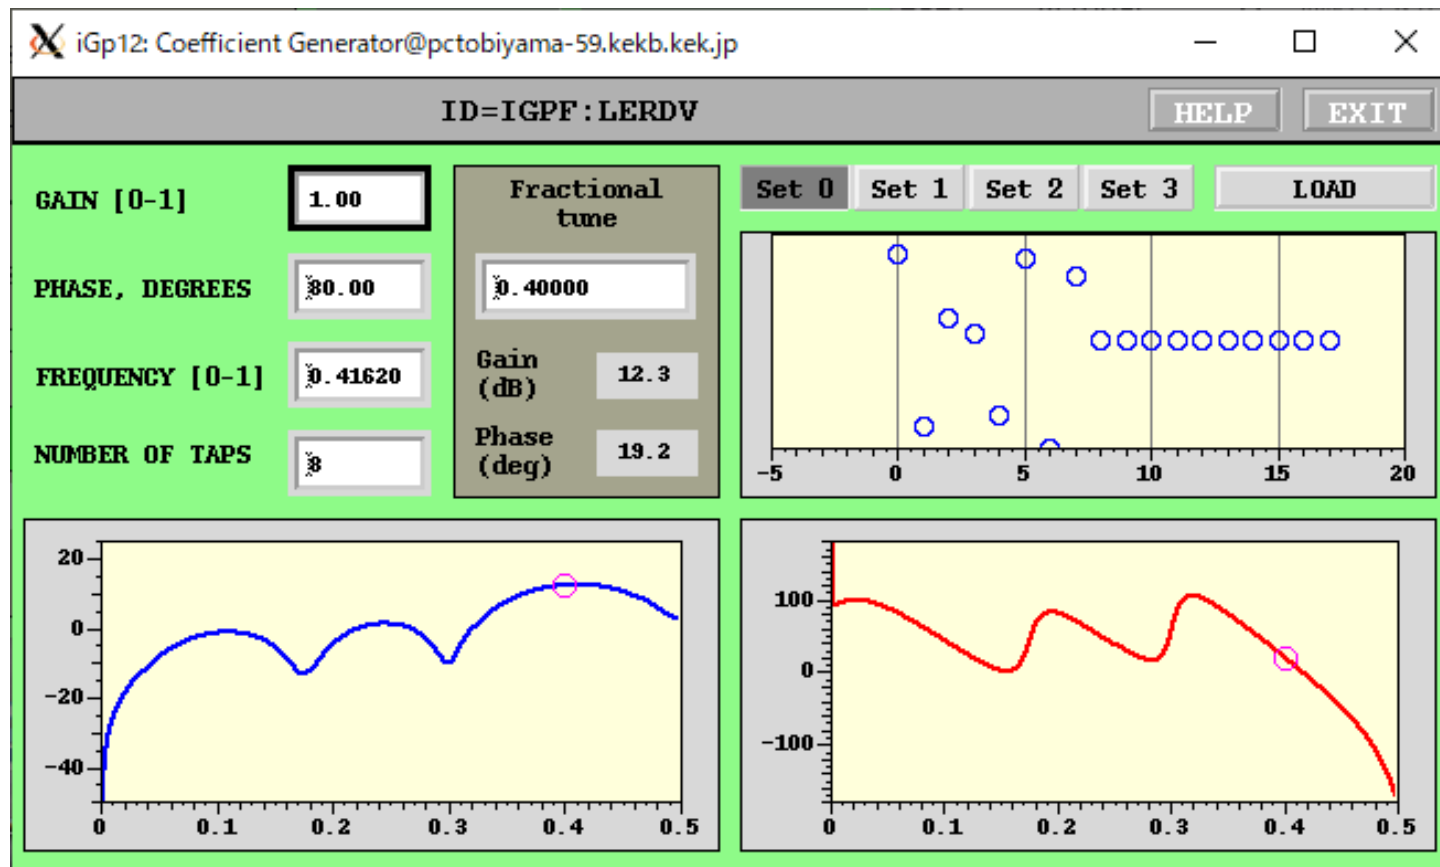 iGp12: Coefficient Generator@pctobiyama-59.kekb.kek.jp
ID=IGPF:LERDV
HELP
EXIT
GAIN [0-1]
1.00
PHASE, DEGREES
80.00
FREQUENCY [0-1]
0.41620
NUMBER OF TAPS
8
Fractional
tune
0.40000
Gain
(dB)
12.3
Phase
(deg)
19.2
Set 0
Set 1
Set 2
Set 3
LOAD
-5
0
5
10
15
20
20
0
-20
-40
0
0.1
0.2
0.3
0.4
0.5
100
0
-100
0
0.1
0.2
0.3
0.4
0.5